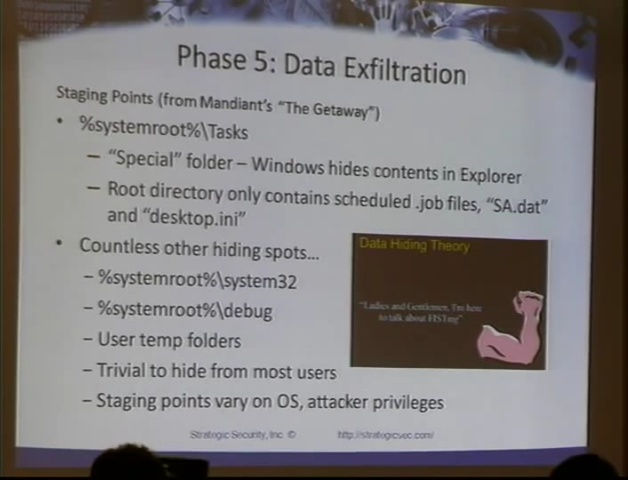 Phase 5: Data Exfiltration
Staging Points (from Mandiant's "The Getaway")
• %systemroot%\Tasks
– "Special" folder – Windows hides contents in Explorer
– Root directory only contains scheduled .job files, "SA.dat"
and "desktop.ini"
• Countless other hiding spots...
– %systemroot%\system32
– %systemroot%\debug
– User temp folders
– Trivial to hide from most users
– Staging points vary on OS, attacker privileges
Data Hiding Theory
"Ladies and Gentlemen, I'm here
to talk about FISTing"
Strategic Security, Inc. ©
http://strategicsec.com/